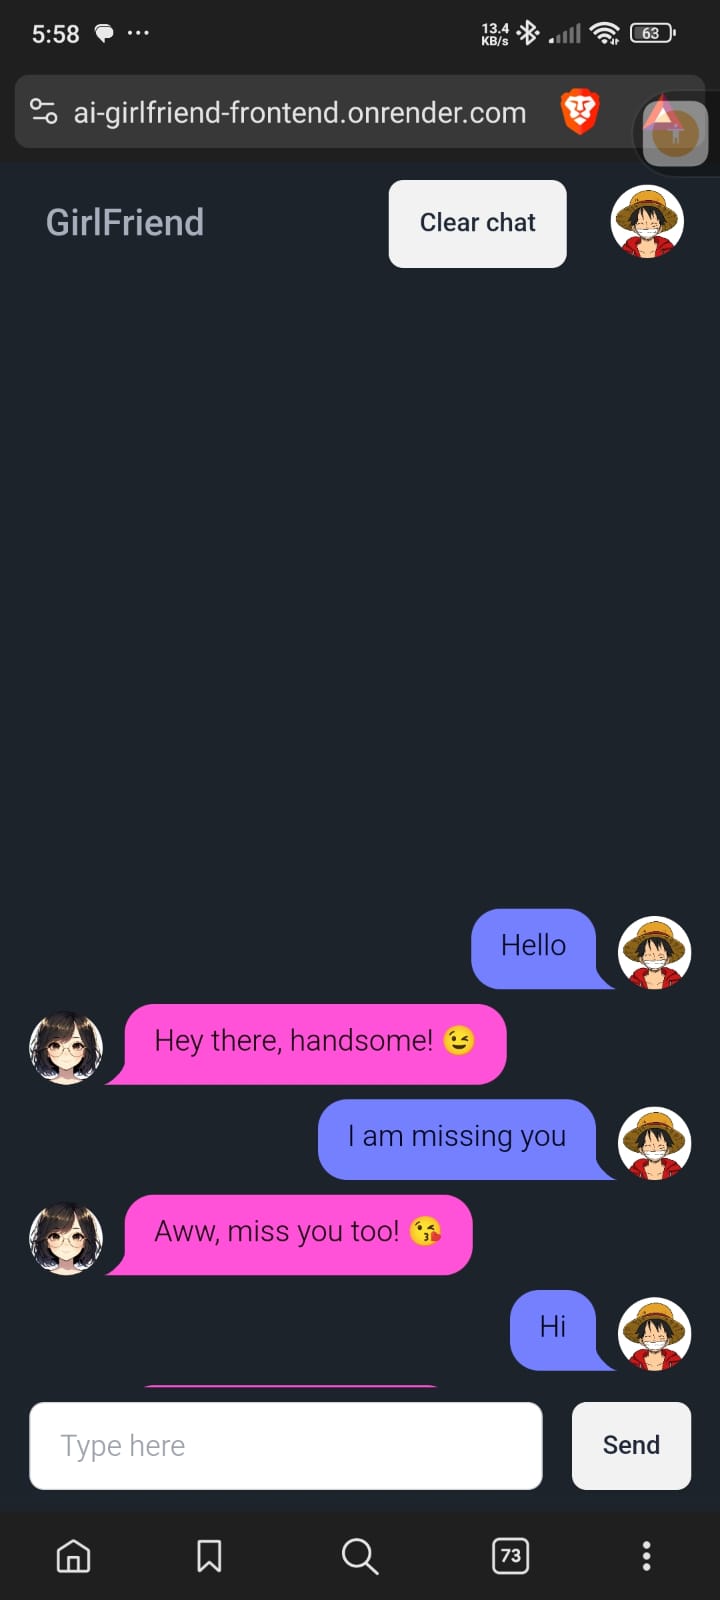 5:58
13.4
KB/s
63
ai-girlfriend-frontend.onrender.com
GirlFriend
Clear chat
Hello
Hey there, handsome! 😉
I am missing you
Aww, miss you too! 😘
Hi
Type here
Send
73